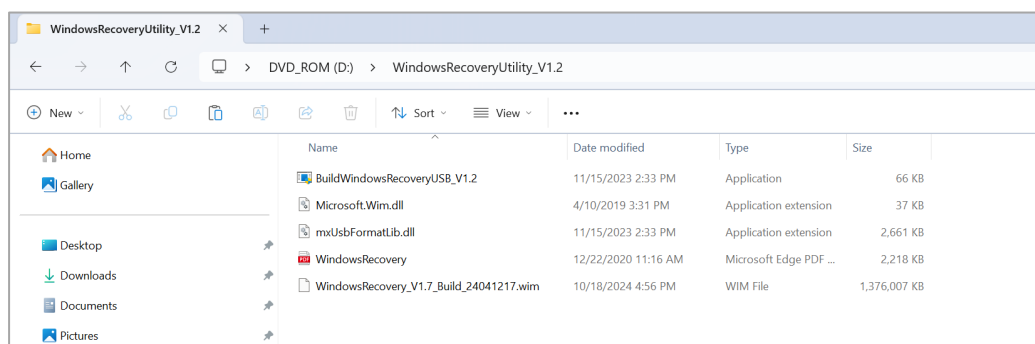 WindowsRecoveryUtility_V1.2
DVD_ROM (D:) > WindowsRecoveryUtility_V1.2
New Sort View
Name Date modified Type Size
Home
Gallery
Desktop
Downloads
Documents
Pictures
BuildWindowsRecoveryUSB_V1.2 11/15/2023 2:33 PM Application 66 KB
Microsoft.Wim.dll 4/10/2019 3:31 PM Application extension 37 KB
mxUsbFormatLib.dll 11/15/2023 2:33 PM Application extension 2,661 KB
PDF WindowsRecovery 12/22/2020 11:16 AM Microsoft Edge PDF ... 2,218 KB
WindowsRecovery_V1.7_Build_24041217.wim 10/18/2024 4:56 PM WIM File 1,376,007 KB